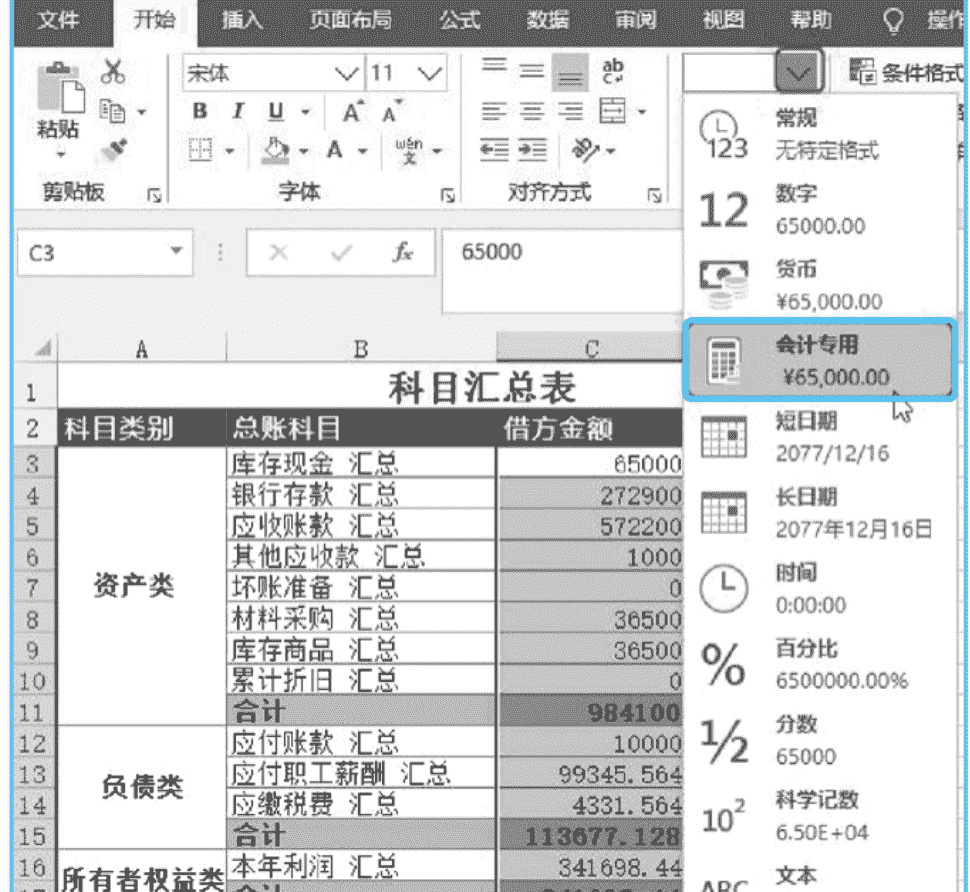 文件 开始 插入 页面布局 公式 数据 审阅 视图 帮助 操作
宋体 11 ab 条件格式
粘贴 B I U A A
A wén 文 ab
剪贴板 字体 对齐方式
C3 fx 65000
常规
123 无特定格式
数字
12 65000.00
货币
¥65,000.00
会计专用
¥65,000.00
短日期
2077/12/16
长日期
2077年12月16日
时间
0:00:00
百分比
% 6500000.00%
分数
½ 65000
科学记数
10² 6.50E+04
文本
ABC
A B C
1 科目汇总表
2 科目类别 总账科目 借方金额
3 库存现金 汇总 65000
4 银行存款 汇总 272900
5 应收账款 汇总 572200
6 其他应收款 汇总 1000
7 资产类 坏账准备 汇总 0
8 材料采购 汇总 36500
9 库存商品 汇总 36500
10 累计折旧 汇总 0
11 合计 984100
12 应付账款 汇总 10000
13 负债类 应付职工薪酬 汇总 99345.564
14 应缴税费 汇总 4331.564
15 合计 113677.128
16 所有者权益类 本年利润 汇总 341698.44